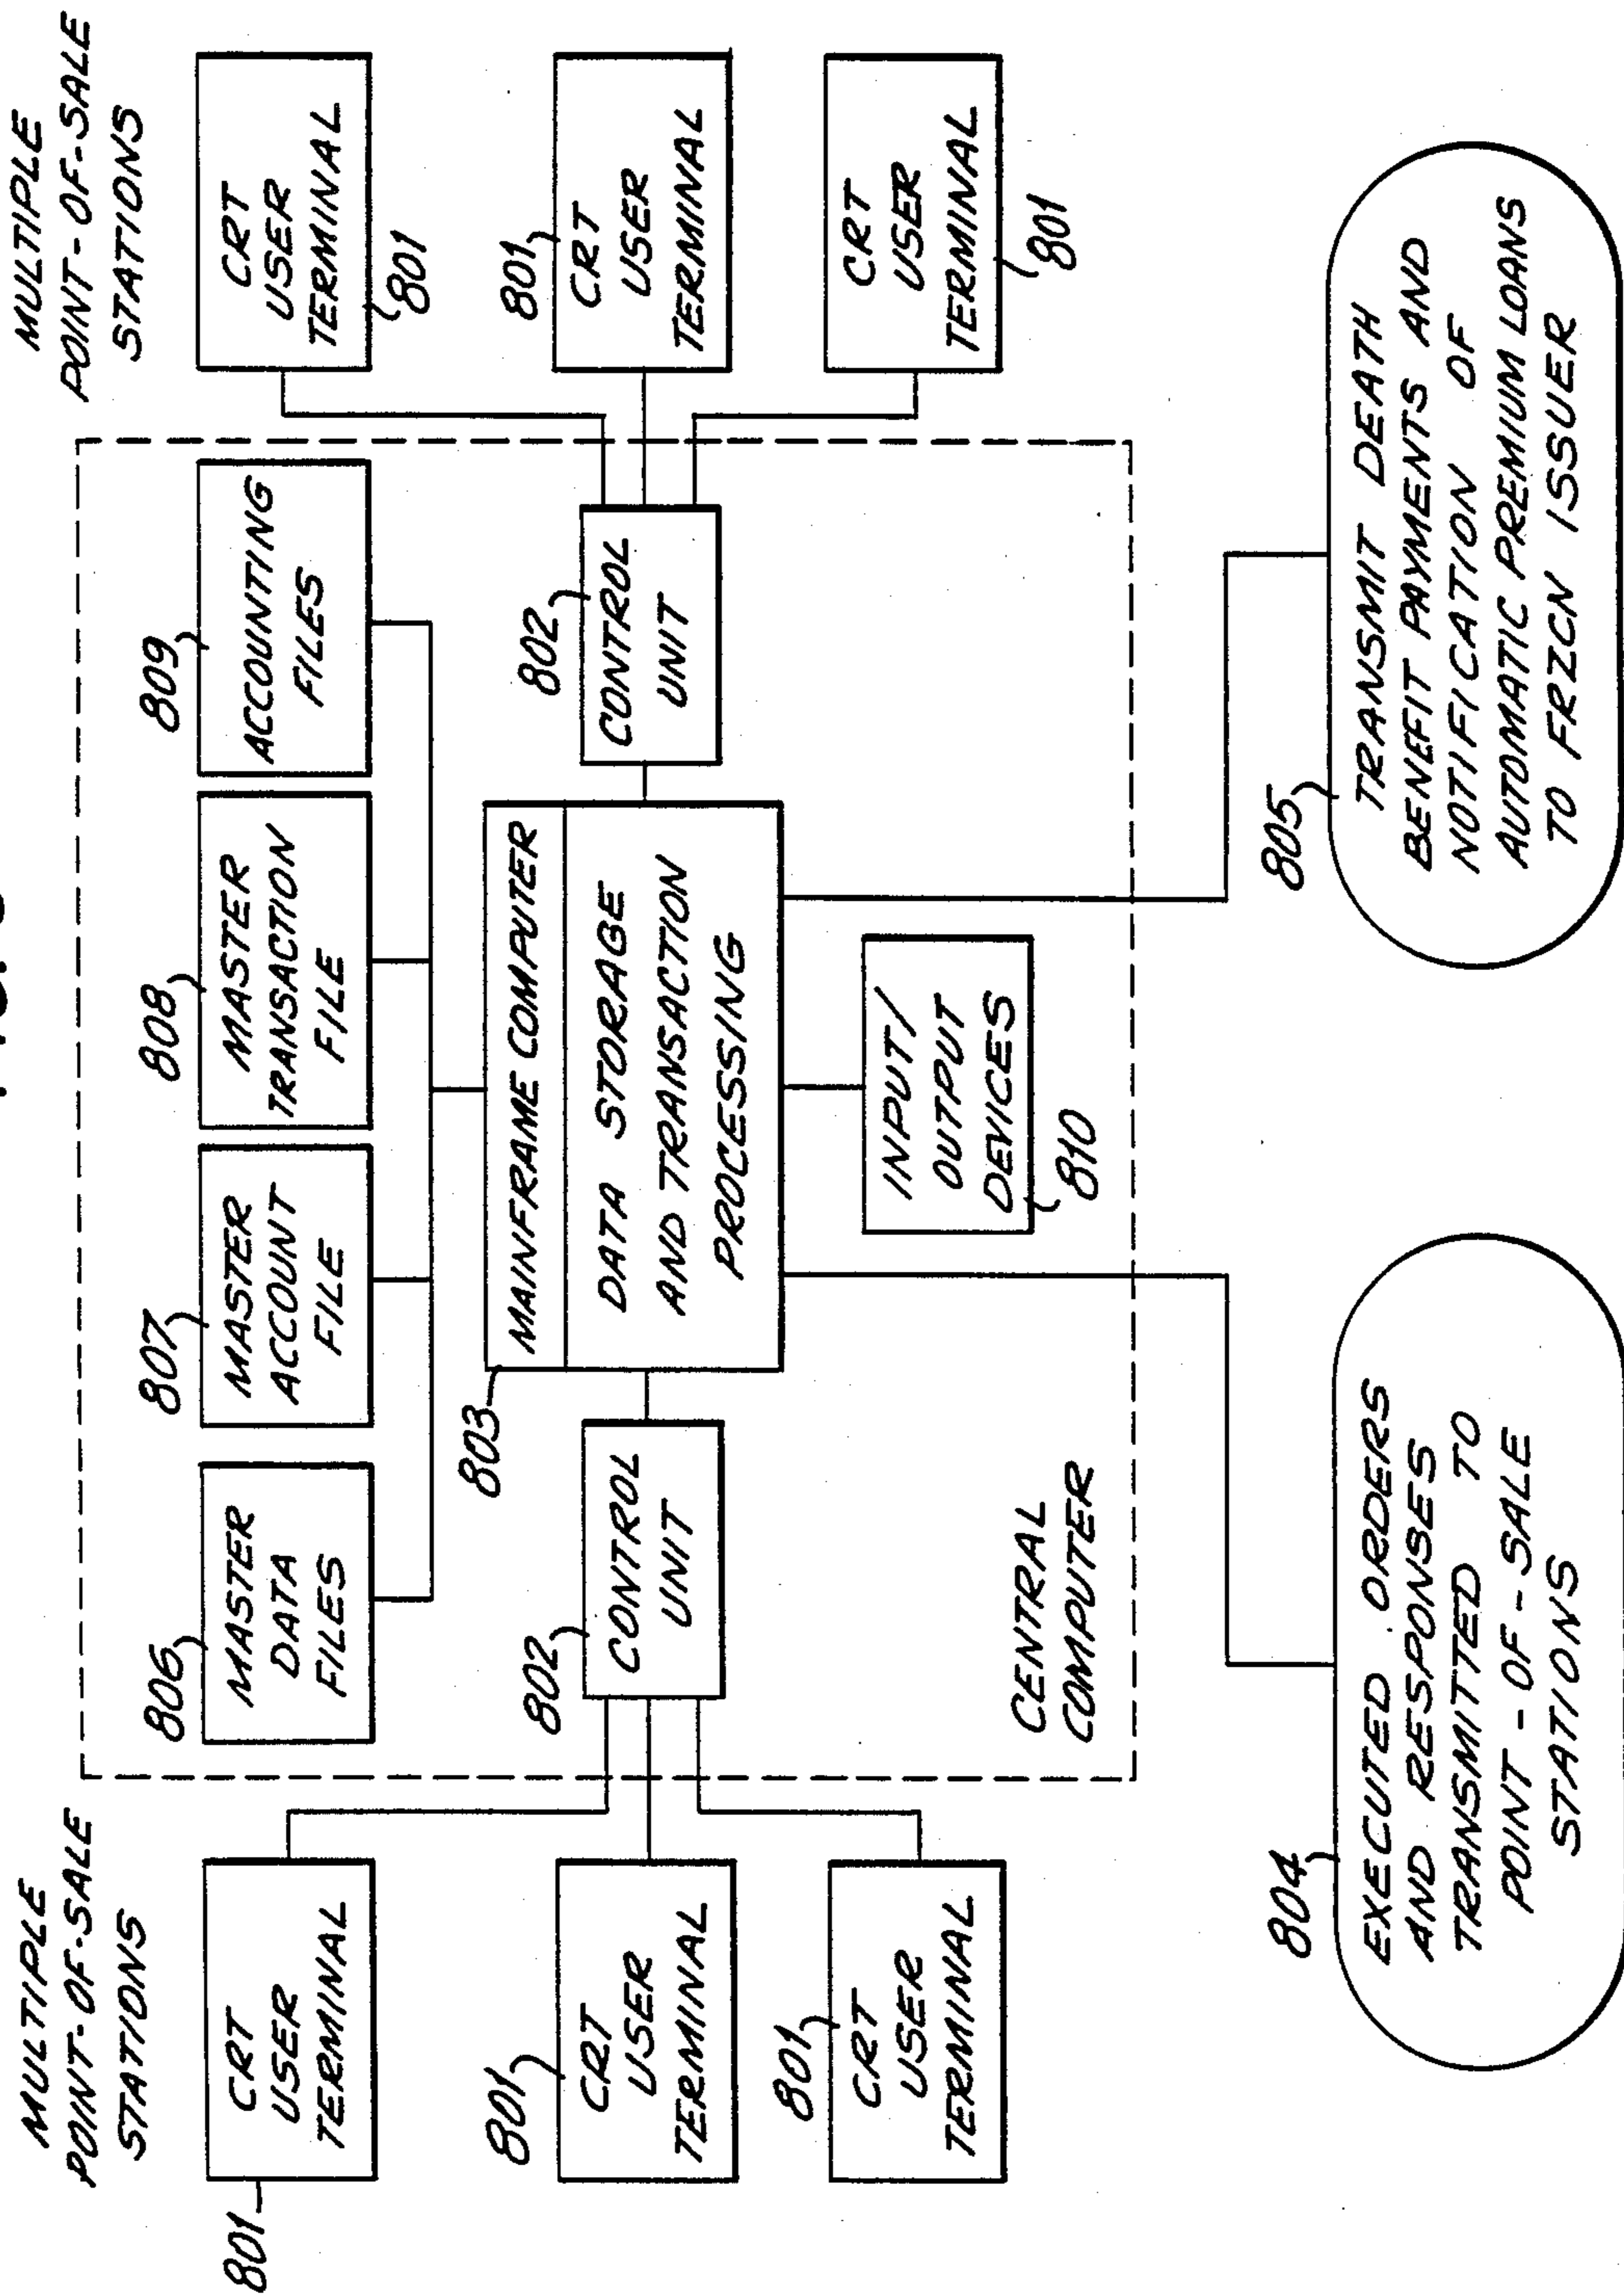 MULTIPLE
POINT-OF-SALE
STATIONS
MULTIPLE
POINT-OF-SALE
STATIONS
806
807
808
809
801
CRT
USER
TERMINAL
MASTER
DATA
FILES
MASTER
ACCOUNT
FILE
MASTER
TRANSACTION
FILE
ACCOUNTING
FILES
CRT
USER
TERMINAL
801
803
MAINFRAME COMPUTER
DATA STORAGE
AND TRANSACTION
PROCESSING
801
CRT
USER
TERMINAL
802
CONTROL
UNIT
802
CONTROL
UNIT
801
CRT
USER
TERMINAL
801
CRT
USER
TERMINAL
INPUT/
OUTPUT
DEVICES
810
CRT
USER
TERMINAL
801
CENTRAL
COMPUTER
804
EXECUTED ORDERS
AND RESPONSES
TRANSMITTED TO
POINT-OF-SALE
STATIONS
805
TRANSMIT DEATH
BENEFIT PAYMENTS AND
NOTIFICATION OF
AUTOMATIC PREMIUM LOANS
TO FRZCN ISSUER